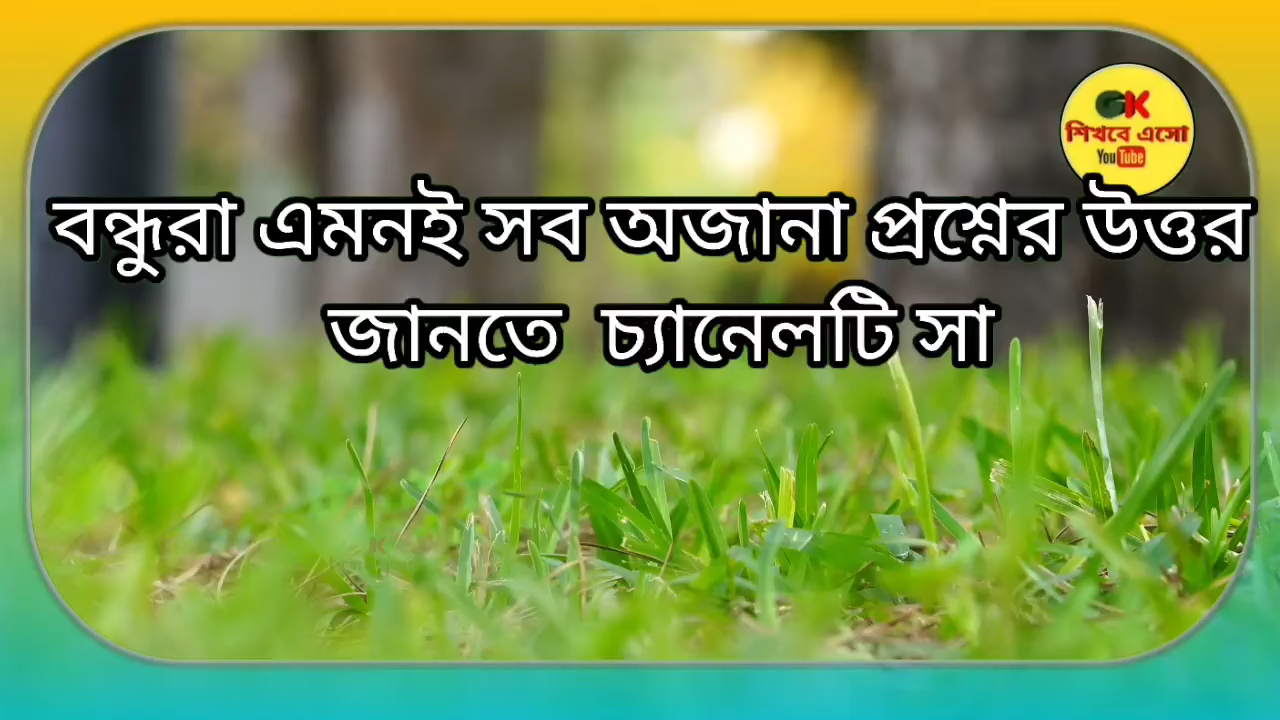 GK
শিখবে এসো
YouTube
বন্ধুরা এমনই সব অজানা প্রশ্নের উত্তর
জানতে চ্যানেলটি সা